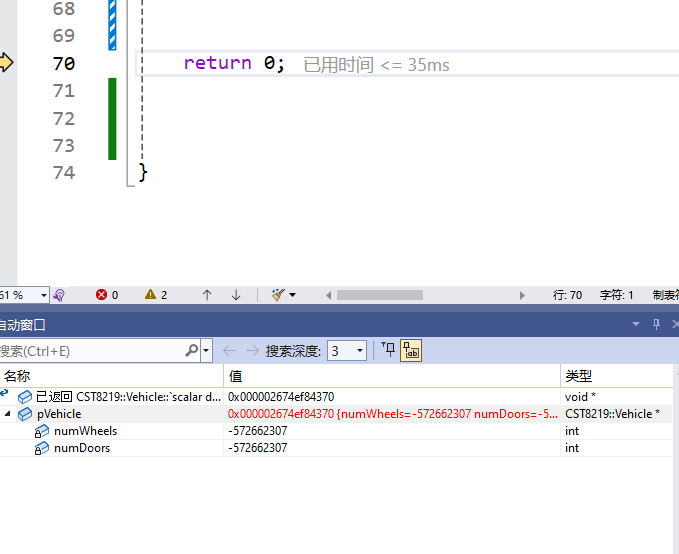 68
69
70 return 0; 已用时间 <= 35ms
71
72
73
74 }
61 % 0 2 行: 70 字符: 1 制表符
自动窗口
搜索(Ctrl+E) 搜索深度: 3
名称 值 类型
已返回 CST8219::Vehicle::`scalar d... 0x000002674ef84370 void *
pVehicle 0x000002674ef84370 {numWheels=-572662307 numDoors=-5... CST8219::Vehicle *
numWheels -572662307 int
numDoors -572662307 int